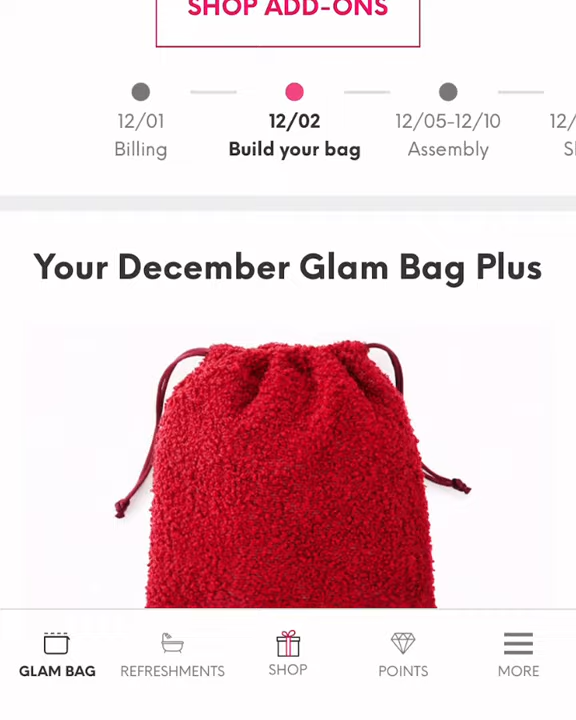 SHOP ADD-ONS
12/01
Billing
12/02
Build your bag
12/05-12/10
Assembly
12/
Your December Glam Bag Plus
GLAM BAG
REFRESHMENTS
SHOP
POINTS
MORE